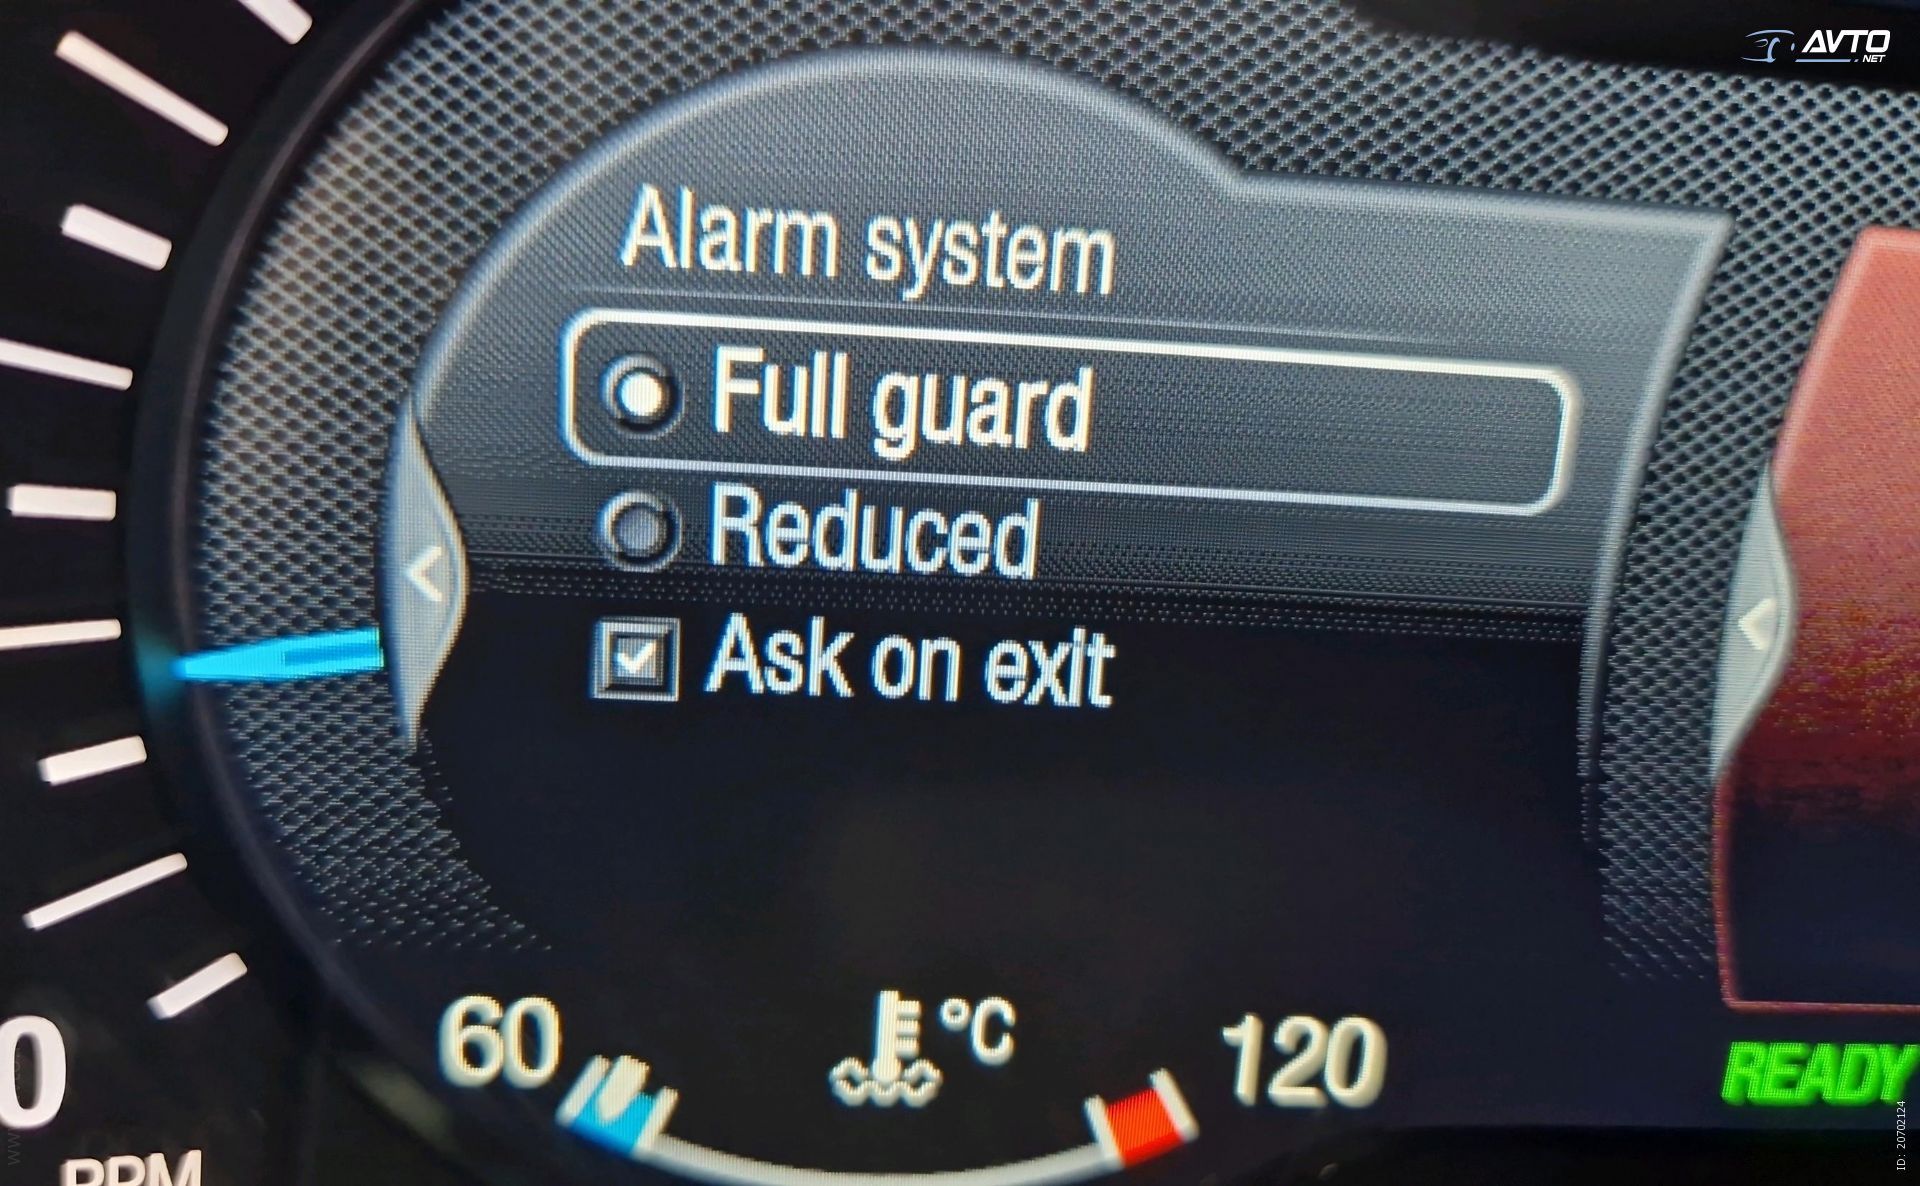 AVTO
.NET
Alarm system
Full guard
Reduced
Ask on exit
60
°C
120
READY
0
RPM
ID: 20702124